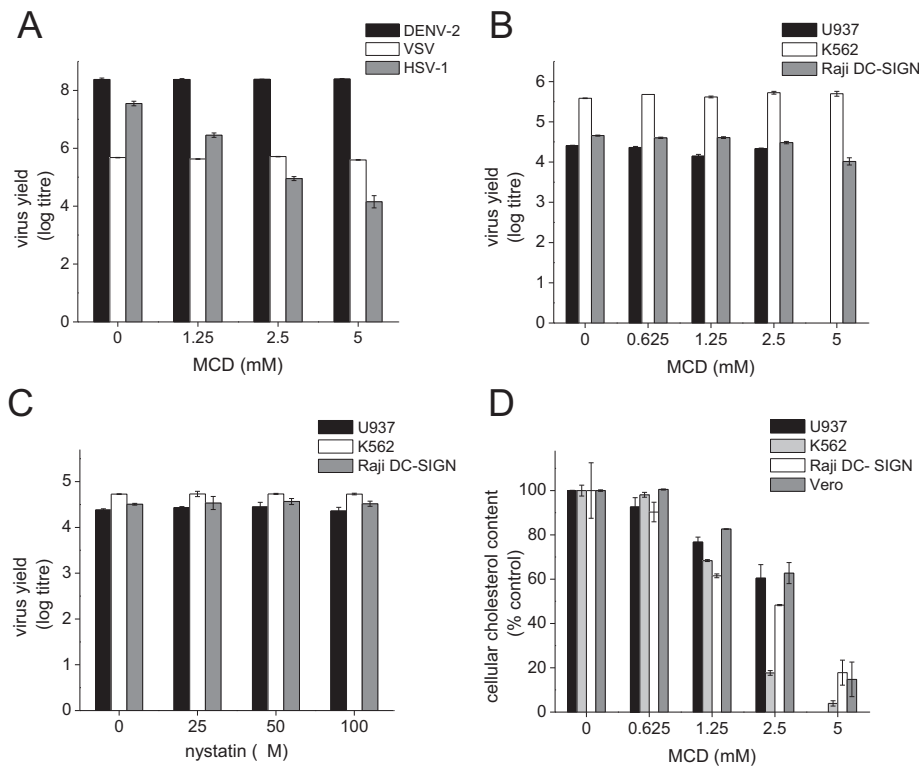 A
DENV-2
VSV
HSV-1
virus yield
(log titre)
8
6
4
2
0
0 1.25 2.5 5
MCD (mM)
B
U937
K562
Raji DC-SIGN
virus yield
(log titre)
6
5
4
3
2
1
0
0 0.625 1.25 2.5 5
MCD (mM)
C
U937
K562
Raji DC-SIGN
virus yield
(log titre)
5
4
3
2
1
0
0 25 50 100
nystatin ( M)
D
U937
K562
Raji DC- SIGN
Vero
cellular cholesterol content
(% control)
100
80
60
40
20
0
0 0.625 1.25 2.5 5
MCD (mM)